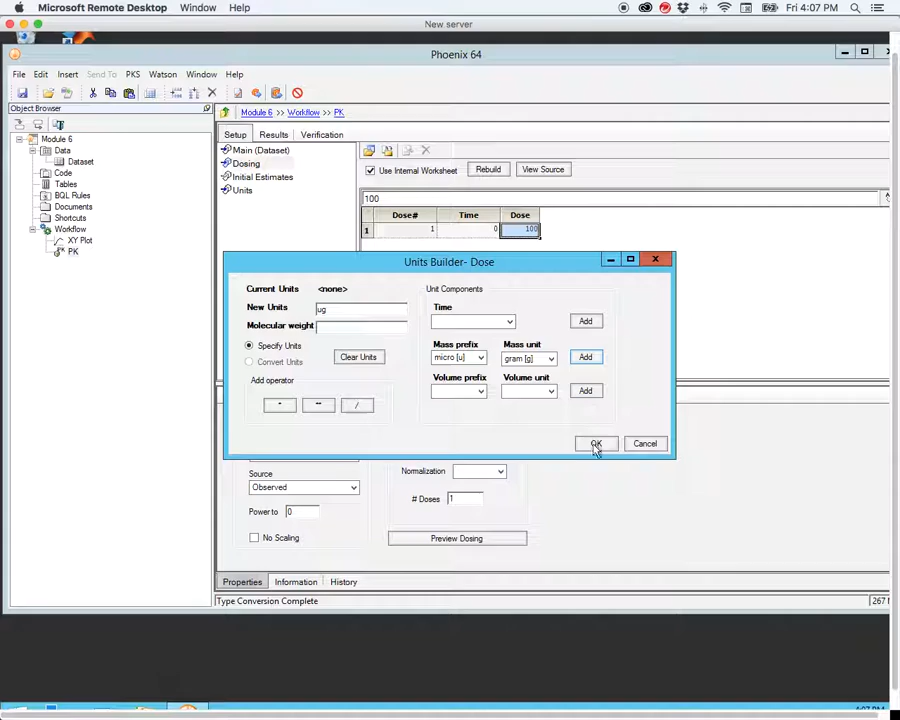 Microsoft Remote Desktop Window Help
Fri 4:07 PM
New server
Phoenix 64
File Edit Insert Send To PKS Watson Window Help
Object Browser
Module 6 >> Workflow >> PK
Module 6
Data
Dataset
Code
Tables
BQL Rules
Documents
Shortcuts
Workflow
XY Plot
PK
Setup Results Verification
Main (Dataset)
Dosing
Initial Estimates
Units
Use Internal Worksheet Rebuild View Source
100
Dose# Time Dose
1 1 0 100
Units Builder- Dose
Current Units <none>
New Units ug
Molecular weight
Specify Units
Convert Units
Clear Units
Add operator
/
Unit Components
Time
Add
Mass prefix Mass unit
micro [u] gram [g] Add
Volume prefix Volume unit
Add
OK Cancel
Source
Observed
Power to 0
No Scaling
Normalization
# Doses 1
Preview Dosing
Properties Information History
Type Conversion Complete
267
4:07 PM